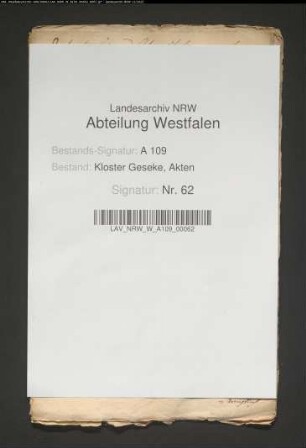 Landesarchiv NRW
Abteilung Westfalen
Bestands-Signatur: A 109
Bestand: Kloster Geseke, Akten
Signatur: Nr. 62
LAV_NRW_W_A109_00062